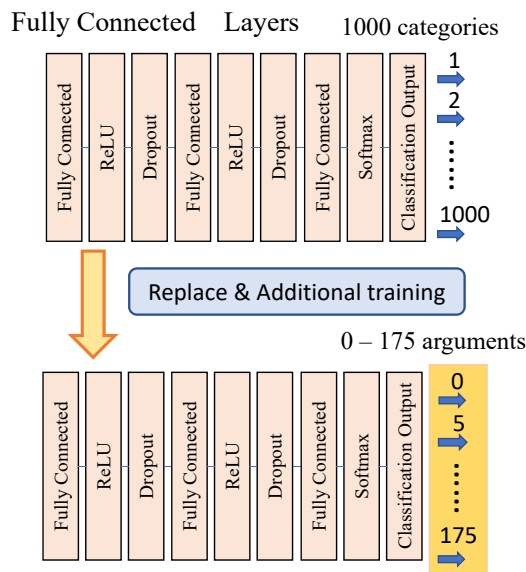 Fully Connected Layers 1000 categories
Fully Connected
ReLU
Dropout
Fully Connected
ReLU
Dropout
Fully Connected
Softmax
Classification Output
1
2
......
1000
Replace & Additional training
0 – 175 arguments
Fully Connected
ReLU
Dropout
Fully Connected
ReLU
Dropout
Fully Connected
Softmax
Classification Output
0
5
......
175